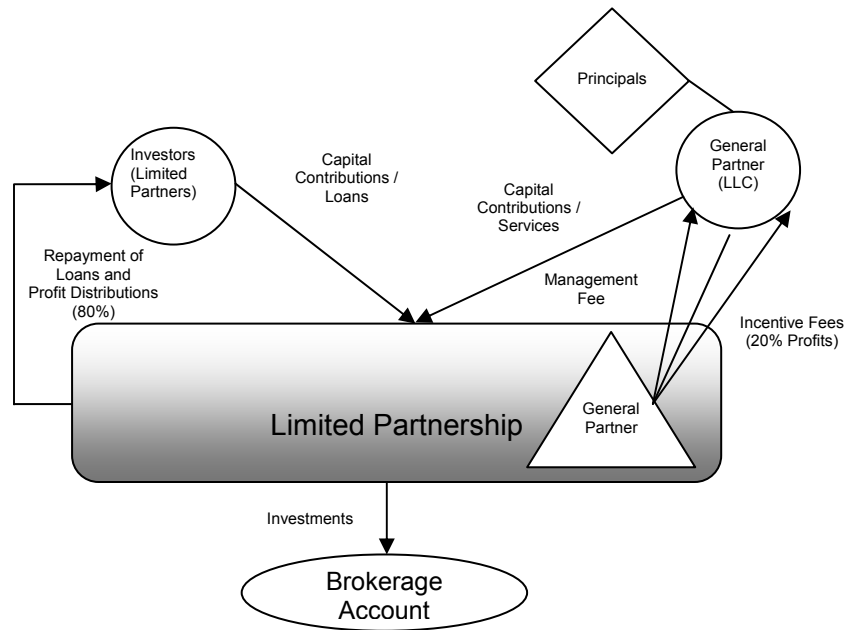 Principals
Investors
(Limited
Partners)
Capital
Contributions /
Loans
General
Partner
(LLC)
Capital
Contributions /
Services
Repayment of
Loans and
Profit Distributions
(80%)
Management
Fee
Incentive Fees
(20% Profits)
Limited Partnership
General
Partner
Investments
Brokerage
Account